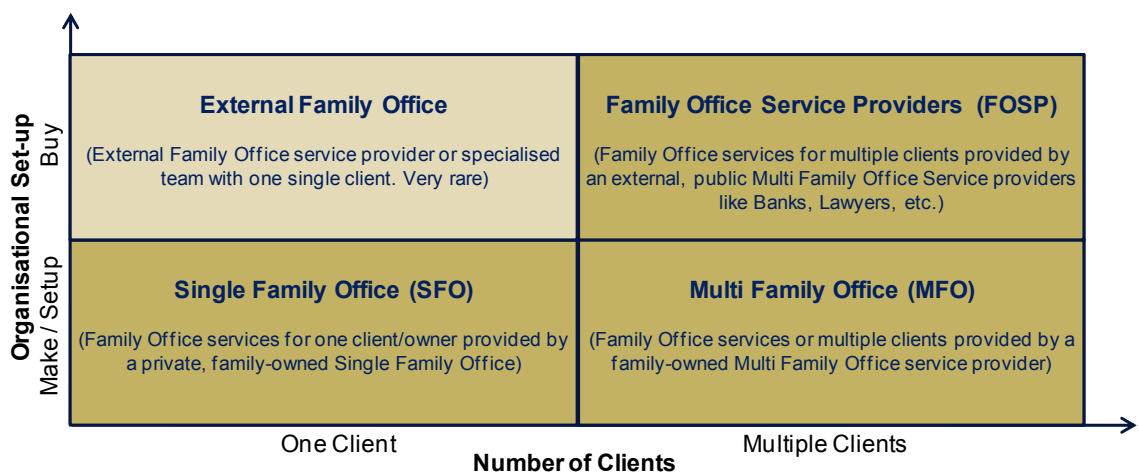 Organisational Set-up
Buy
Make / Setup
External Family Office
(External Family Office service provider or specialised
team with one single client. Very rare)
Family Office Service Providers (FOSP)
(Family Office services for multiple clients provided by
an external, public Multi Family Office Service providers
like Banks, Lawyers, etc.)
Single Family Office (SFO)
(Family Office services for one client/owner provided by
a private, family-owned Single Family Office)
Multi Family Office (MFO)
(Family Office services or multiple clients provided by a
family-owned Multi Family Office service provider)
One Client
Multiple Clients
Number of Clients